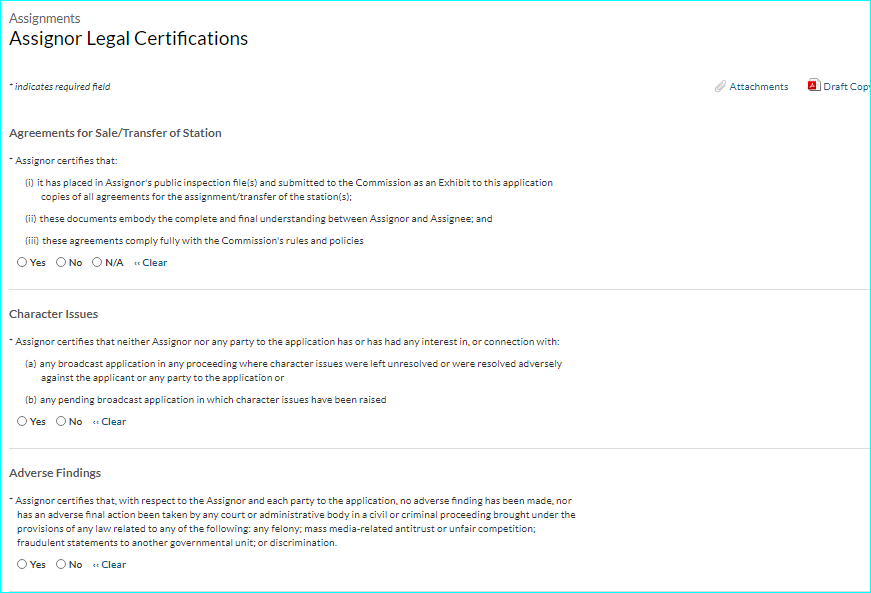 Assignments
Assignor Legal Certifications
* indicates required field
Attachments
Draft Copy
Agreements for Sale/Transfer of Station
* Assignor certifies that:
(i) it has placed in Assignor's public inspection file(s) and submitted to the Commission as an Exhibit to this application
copies of all agreements for the assignment/transfer of the station(s);
(ii) these documents embody the complete and final understanding between Assignor and Assignee; and
(iii) these agreements comply fully with the Commission's rules and policies
Yes No N/A ‹‹ Clear
Character Issues
* Assignor certifies that neither Assignor nor any party to the application has or has had any interest in, or connection with:
(a) any broadcast application in any proceeding where character issues were left unresolved or were resolved adversely
against the applicant or any party to the application or
(b) any pending broadcast application in which character issues have been raised
Yes No ‹‹ Clear
Adverse Findings
* Assignor certifies that, with respect to the Assignor and each party to the application, no adverse finding has been made, nor
has an adverse final action been taken by any court or administrative body in a civil or criminal proceeding brought under the
provisions of any law related to any of the following: any felony; mass media-related antitrust or unfair competition;
fraudulent statements to another governmental unit; or discrimination.
Yes No ‹‹ Clear